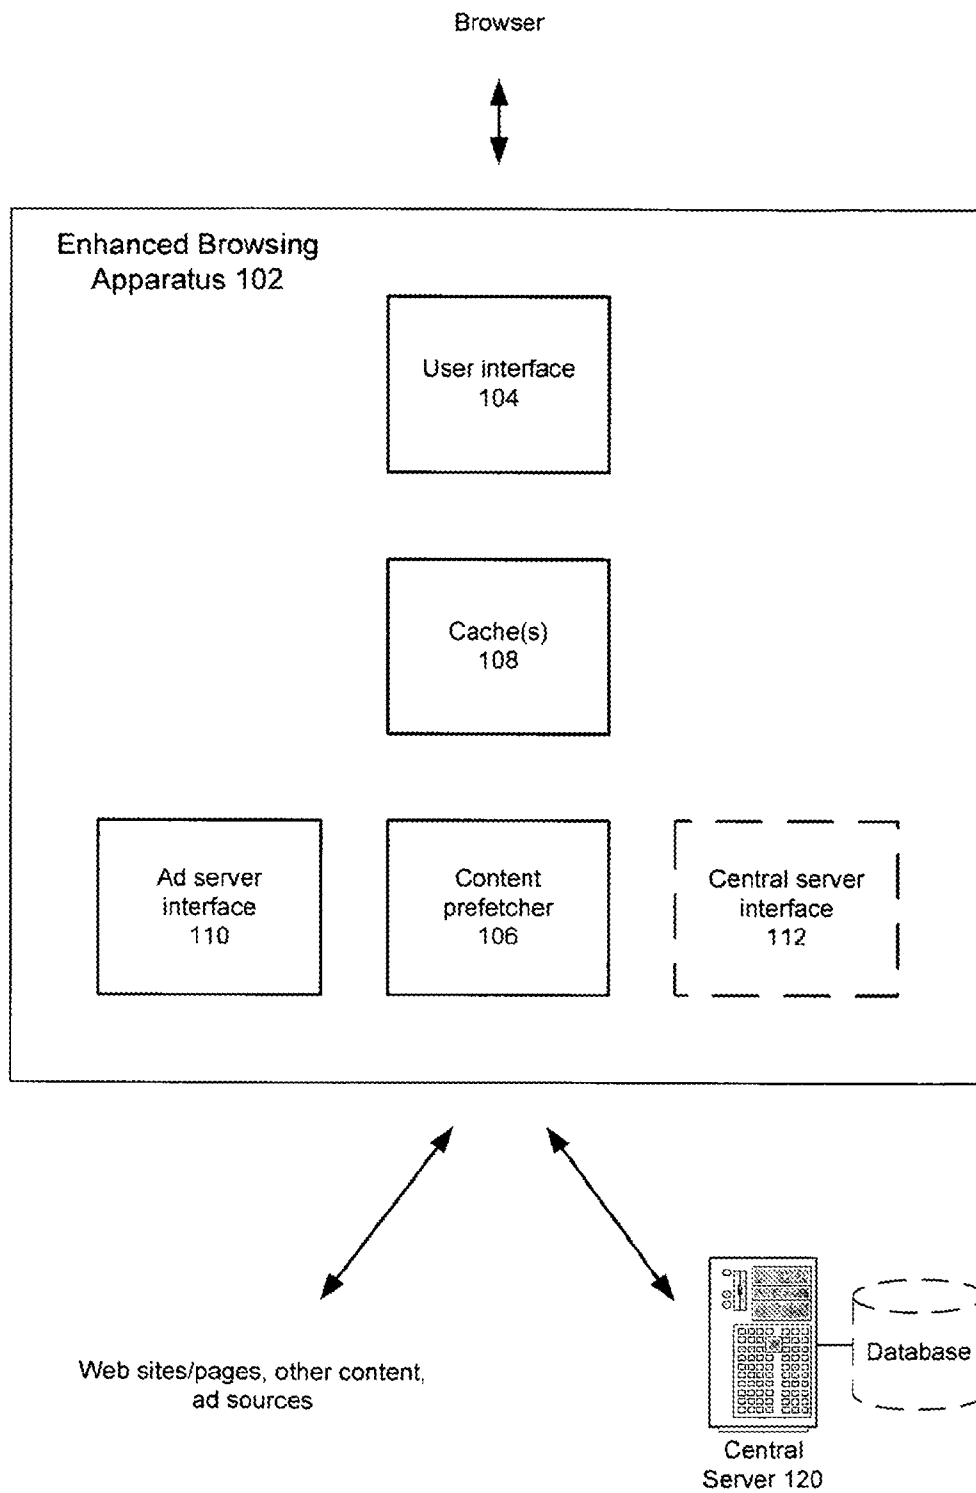 Browser
Enhanced Browsing
Apparatus 102
User interface
104
Cache(s)
108
Ad server
interface
110
Content
prefetcher
106
Central server
interface
112
Web sites/pages, other content,
ad sources
Database
Central
Server 120